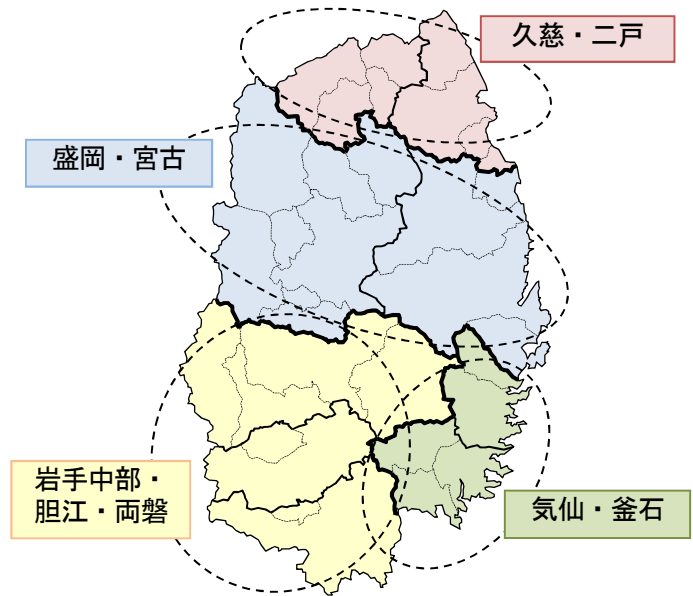 久慈・二戸
盛岡・宮古
岩手中部・
胆江・両磐
気仙・釜石